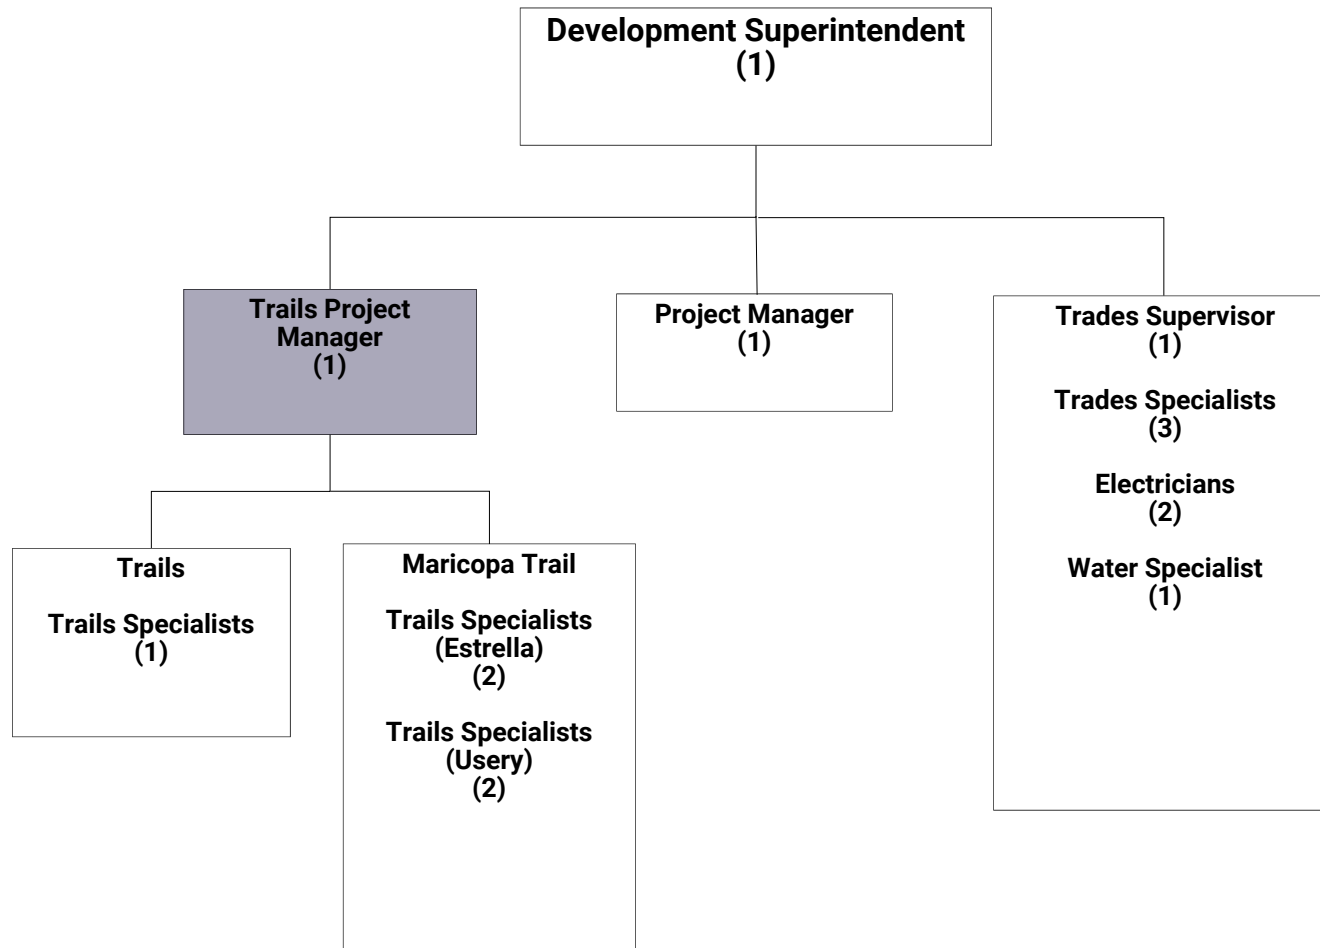 Development Superintendent
(1)
Trails Project
Manager
(1)
Project Manager
(1)
Trades Supervisor
(1)
Trades Specialists
(3)
Electricians
(2)
Water Specialist
(1)
Trails
Trails Specialists
(1)
Maricopa Trail
Trails Specialists
(Estrella)
(2)
Trails Specialists
(Usery)
(2)